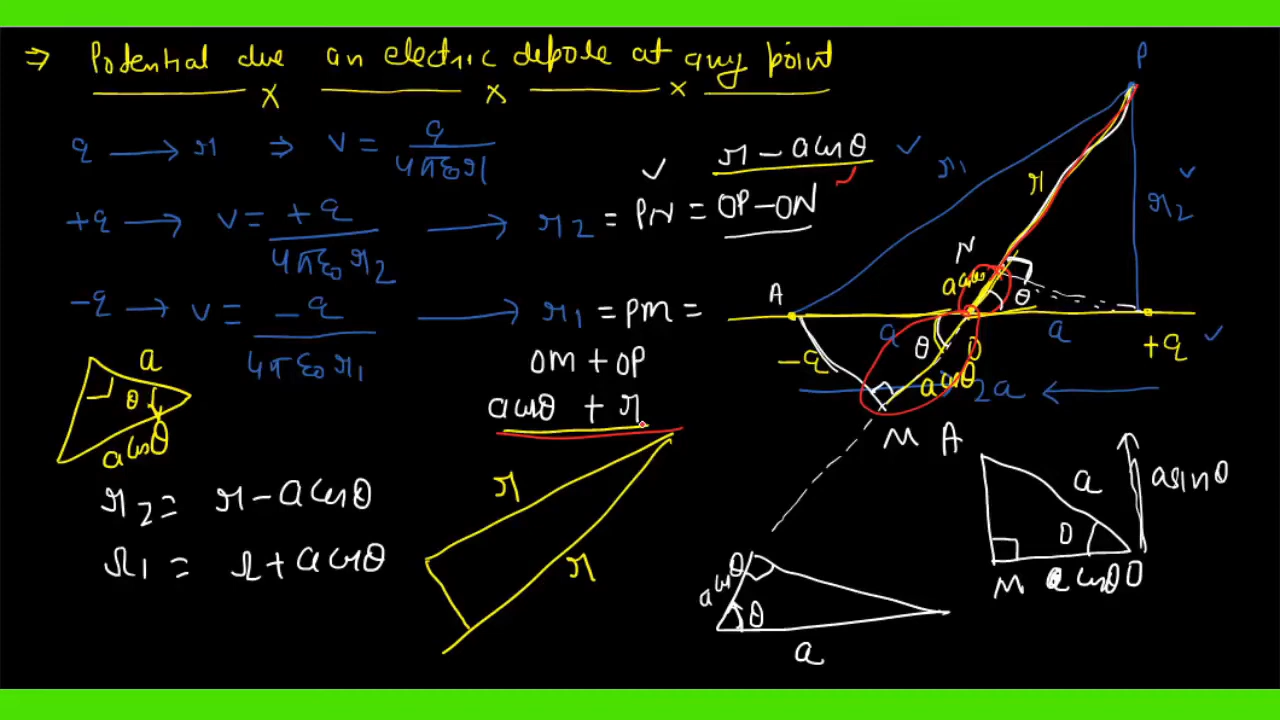 ⇒ Potential due an electric depole at any point
q ⟶ r ⇒ v = q / 4πε₀r
+q ⟶ v = +q / 4πε₀r2 ⟶ r2 = PN = OP - ON
r - a cosθ
-q ⟶ v = -q / 4πε₀r1 ⟶ r1 = PM =
OM + OP
a cosθ + r
a
θ
a cosθ
r2 = r - a cosθ
r1 = r + a cosθ
r
r
P
r1
r
r2
N
a cosθ
θ
A
a
a
-q
θ
O
+q
a cosθ
2a
M
A
a
a sinθ
θ
M
a cosθ
O
a cosθ
θ
a